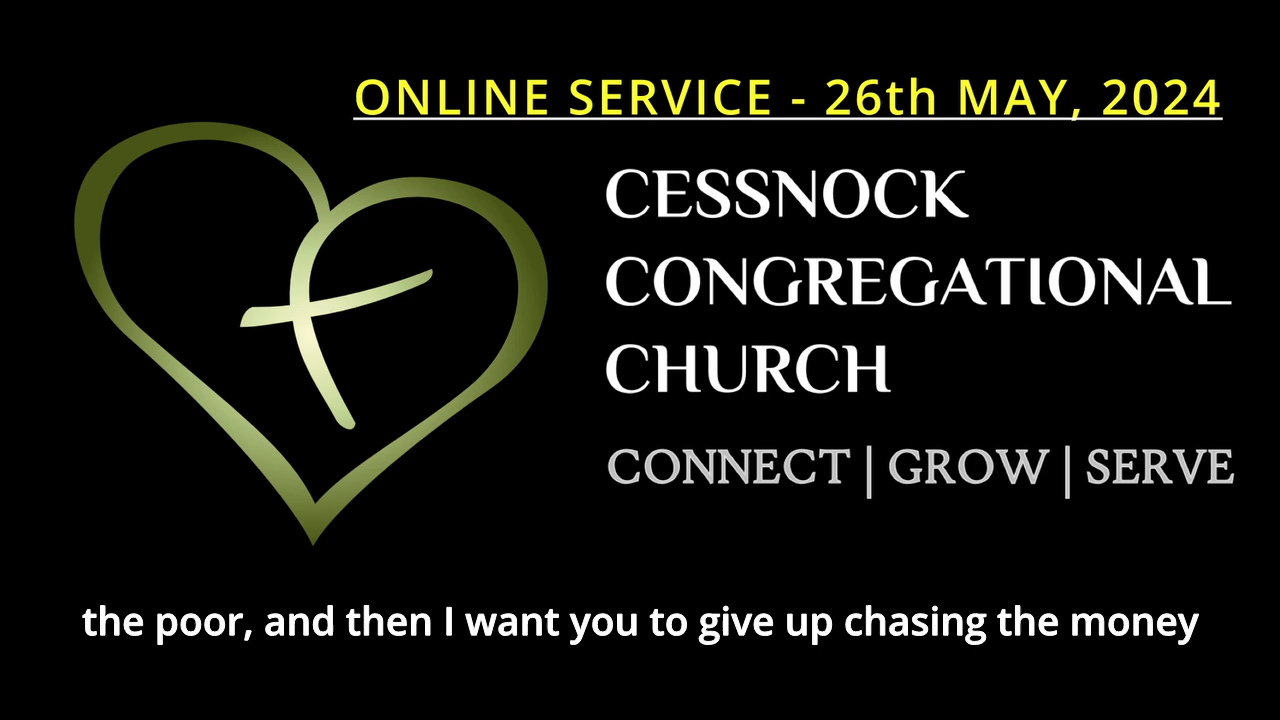 ONLINE SERVICE - 26th MAY, 2024
CESSNOCK
CONGREGATIONAL
CHURCH
CONNECT | GROW | SERVE
the poor, and then I want you to give up chasing the money